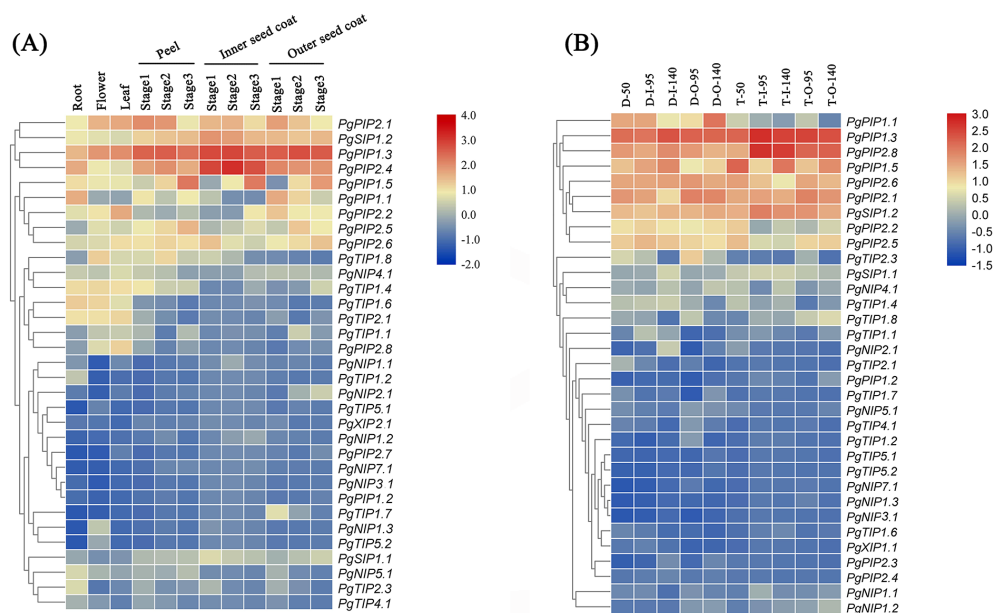 (A)
Peel
Inner seed coat
Outer seed coat
Root
Flower
Leaf
Stage1
Stage2
Stage3
Stage1
Stage2
Stage3
Stage1
Stage2
Stage3
PgPIP2.1
PgSIP1.2
PgPIP1.3
PgPIP2.4
PgPIP1.5
PgPIP1.1
PgPIP2.2
PgPIP2.5
PgPIP2.6
PgTIP1.8
PgNIP4.1
PgTIP1.4
PgTIP1.6
PgTIP2.1
PgTIP1.1
PgPIP2.8
PgNIP1.1
PgTIP1.2
PgNIP2.1
PgTIP5.1
PgXIP2.1
PgNIP1.2
PgPIP2.7
PgNIP7.1
PgNIP3.1
PgPIP1.2
PgTIP1.7
PgNIP1.3
PgTIP5.2
PgSIP1.1
PgNIP5.1
PgTIP2.3
PgTIP4.1
4.0
3.0
2.0
1.0
0.0
-1.0
-2.0
(B)
D-50
D-I-95
D-I-140
D-O-95
D-O-140
T-50
T-I-95
T-I-140
T-O-95
T-O-140
PgPIP1.1
PgPIP1.3
PgPIP2.8
PgPIP1.5
PgPIP2.6
PgPIP2.1
PgSIP1.2
PgPIP2.2
PgPIP2.5
PgTIP2.3
PgSIP1.1
PgNIP4.1
PgTIP1.4
PgTIP1.8
PgTIP1.1
PgNIP2.1
PgTIP2.1
PgPIP1.2
PgTIP1.7
PgNIP5.1
PgTIP4.1
PgTIP1.2
PgTIP5.1
PgTIP5.2
PgNIP7.1
PgNIP1.3
PgNIP3.1
PgTIP1.6
PgXIP1.1
PgPIP2.3
PgPIP2.4
PgNIP1.1
PgNIP1.2
3.0
2.5
2.0
1.5
1.0
0.5
0.0
-0.5
-1.0
-1.5